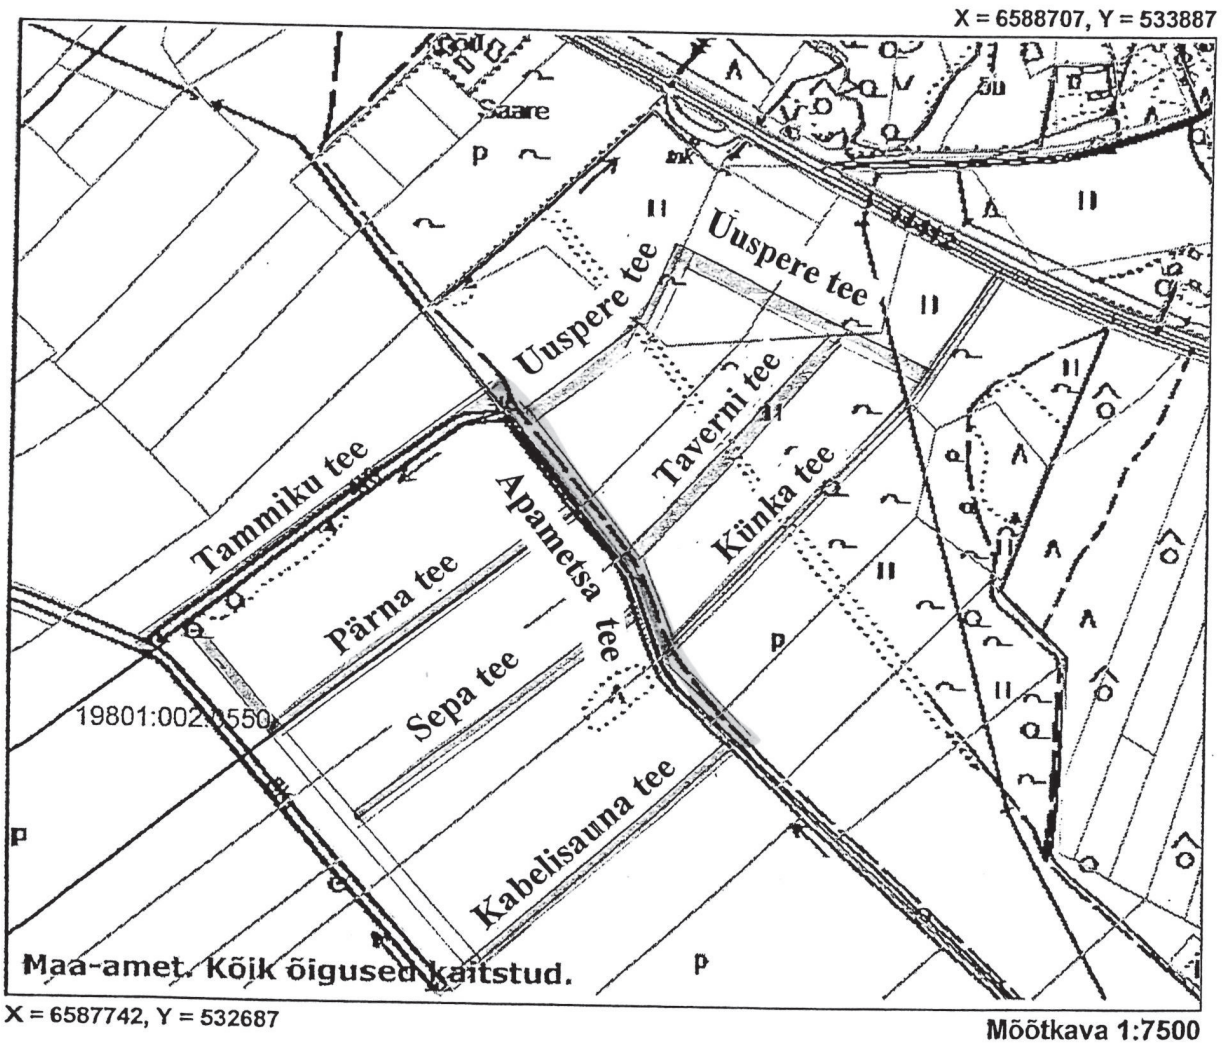 X = 6588707, Y = 533887
Saare
p
Uuspere tee
Uuspere tee
Taverni tee
Künka tee
Tammiku tee
Apametsa tee
Pärna tee
p
Sepa tee
19801:002:0550
Kabelisauna tee
p
p
Maa-amet. Kõik õigused kaitstud.
X = 6587742, Y = 532687
Mõõtkava 1:7500